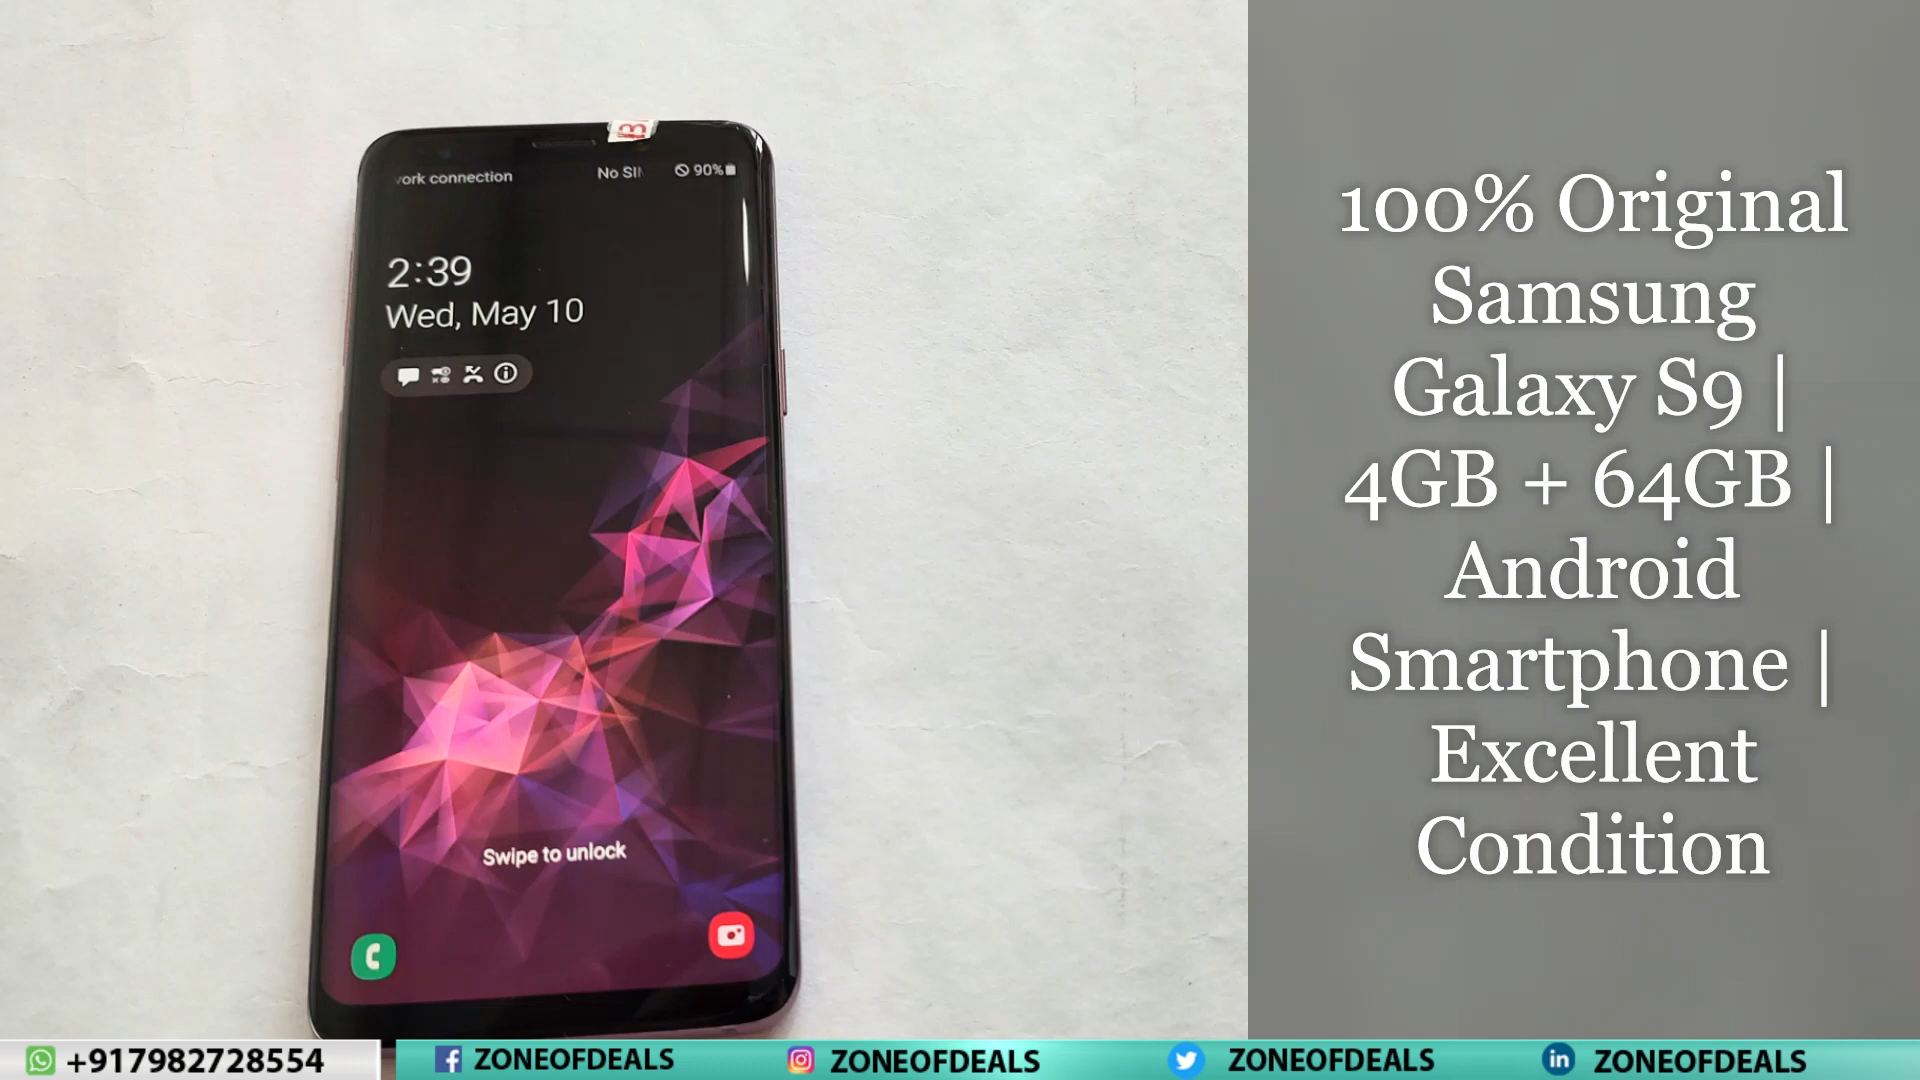 vork connection No SI 90%
2:39
Wed, May 10
Swipe to unlock
100% Original
Samsung
Galaxy S9 |
4GB + 64GB |
Android
Smartphone |
Excellent
Condition
+917982728554 ZONEOFDEALS ZONEOFDEALS ZONEOFDEALS ZONEOFDEALS